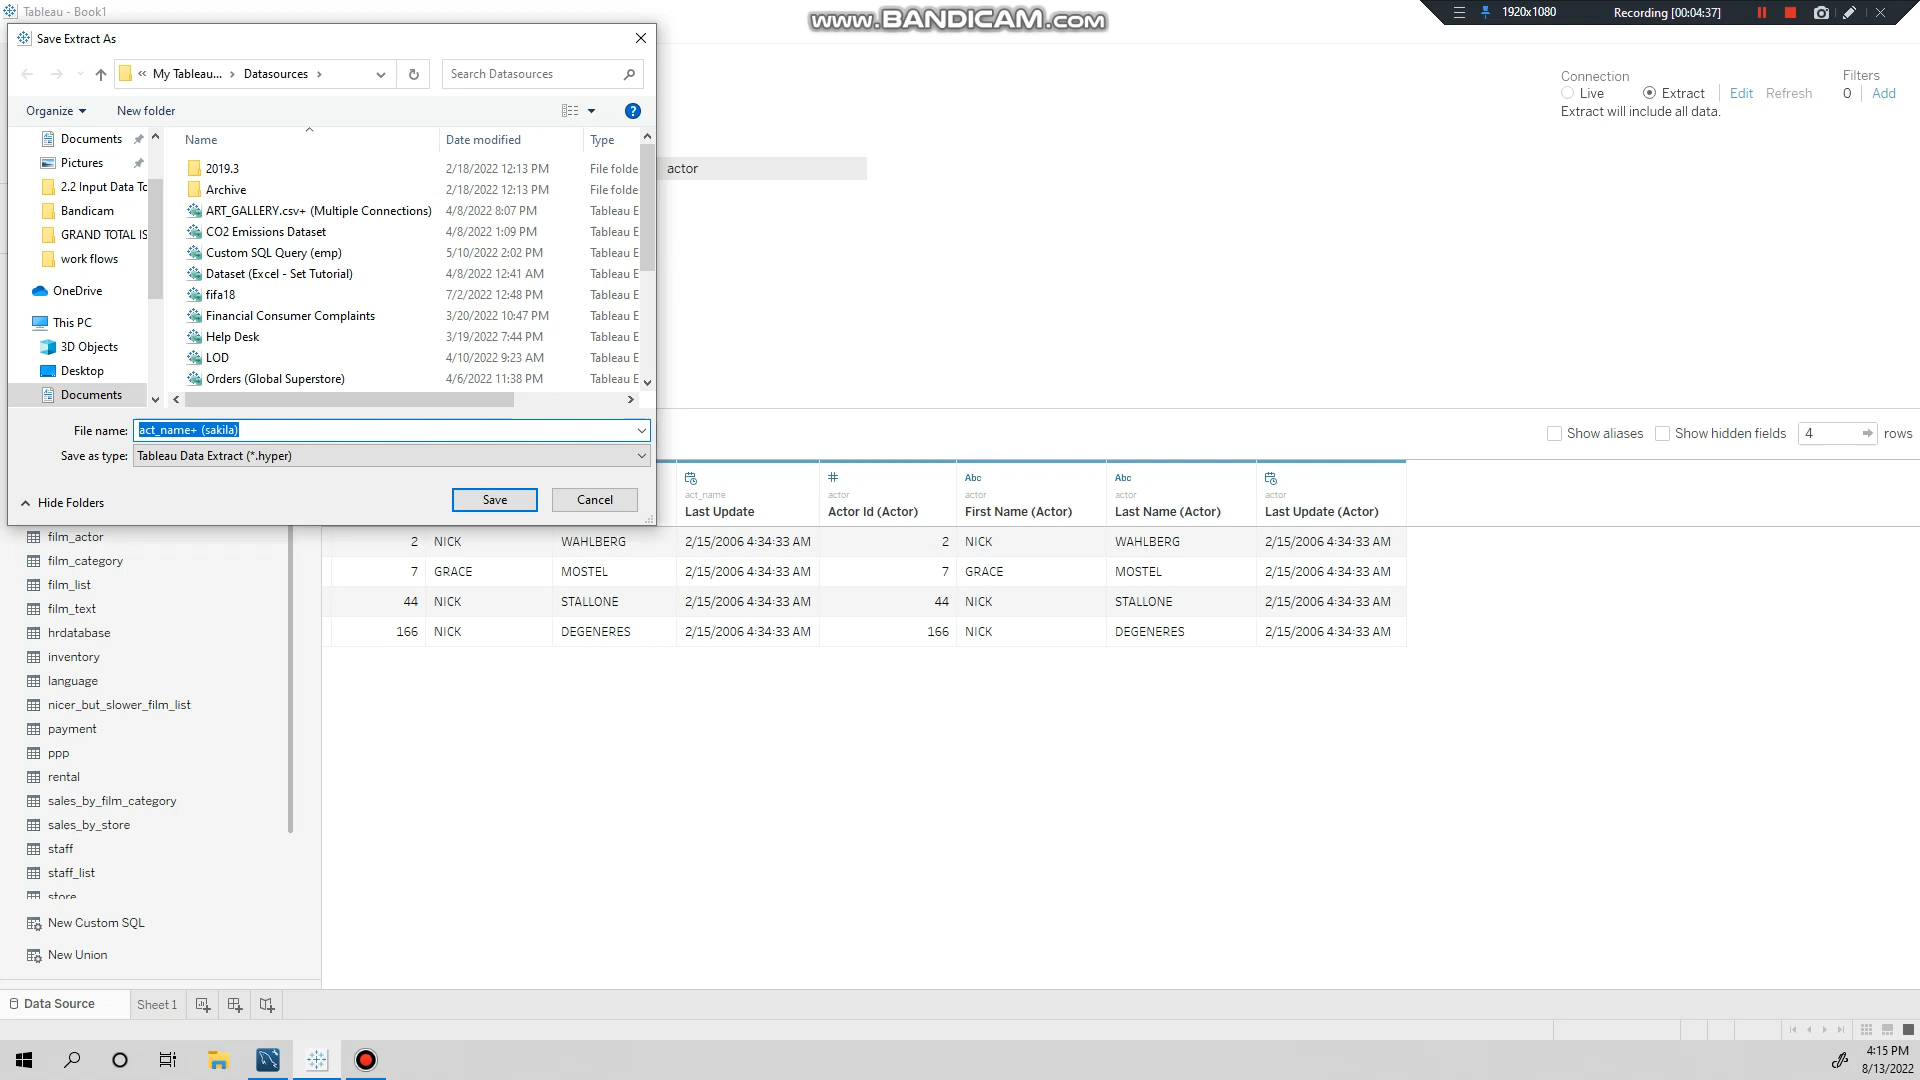 Tableau - Book1
www.BANDICAM.com
1920x1080
Recording [00:04:37]
Save Extract As
« My Tableau... › Datasources ›
Search Datasources
Organize
New folder
Documents
Pictures
2.2 Input Data To
Bandicam
GRAND TOTAL IS
work flows
OneDrive
This PC
3D Objects
Desktop
Documents
Name Date modified Type
2019.3 2/18/2022 12:13 PM File folde
Archive 2/18/2022 12:13 PM File folde
ART_GALLERY.csv+ (Multiple Connections) 4/8/2022 8:07 PM Tableau E
CO2 Emissions Dataset 4/8/2022 1:09 PM Tableau E
Custom SQL Query (emp) 5/10/2022 2:02 PM Tableau E
Dataset (Excel - Set Tutorial) 4/8/2022 12:41 AM Tableau E
fifa18 7/2/2022 12:48 PM Tableau E
Financial Consumer Complaints 3/20/2022 10:47 PM Tableau E
Help Desk 3/19/2022 7:44 PM Tableau E
LOD 4/10/2022 9:23 AM Tableau E
Orders (Global Superstore) 4/6/2022 11:38 PM Tableau E
File name: act_name+ (sakila)
Save as type: Tableau Data Extract (*.hyper)
Hide Folders
Save
Cancel
Connection
Live
Extract
Edit
Refresh
Extract will include all data.
Filters
0
Add
actor
Show aliases
Show hidden fields
4
rows
act_name
Last Update
#
actor
Actor Id (Actor)
Abc
actor
First Name (Actor)
Abc
actor
Last Name (Actor)
actor
Last Update (Actor)
2 NICK WAHLBERG 2/15/2006 4:34:33 AM 2 NICK WAHLBERG 2/15/2006 4:34:33 AM
7 GRACE MOSTEL 2/15/2006 4:34:33 AM 7 GRACE MOSTEL 2/15/2006 4:34:33 AM
44 NICK STALLONE 2/15/2006 4:34:33 AM 44 NICK STALLONE 2/15/2006 4:34:33 AM
166 NICK DEGENERES 2/15/2006 4:34:33 AM 166 NICK DEGENERES 2/15/2006 4:34:33 AM
film_actor
film_category
film_list
film_text
hrdatabase
inventory
language
nicer_but_slower_film_list
payment
ppp
rental
sales_by_film_category
sales_by_store
staff
staff_list
store
New Custom SQL
New Union
Data Source
Sheet 1
4:15 PM
8/13/2022